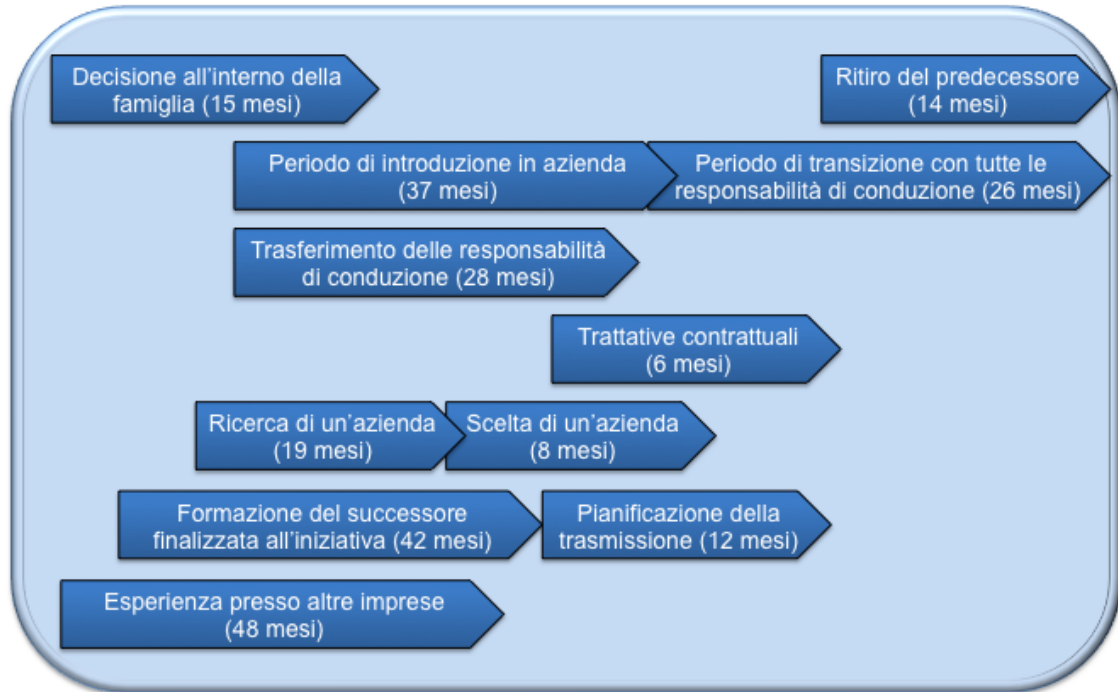 Decisione all'interno della
famiglia (15 mesi)
Ritiro del predecessore
(14 mesi)
Periodo di introduzione in azienda
(37 mesi)
Periodo di transizione con tutte le
responsabilità di conduzione (26 mesi)
Trasferimento delle responsabilità
di conduzione (28 mesi)
Trattative contrattuali
(6 mesi)
Ricerca di un'azienda
(19 mesi)
Scelta di un'azienda
(8 mesi)
Formazione del successore
finalizzata all'iniziativa (42 mesi)
Pianificazione della
trasmissione (12 mesi)
Esperienza presso altre imprese
(48 mesi)